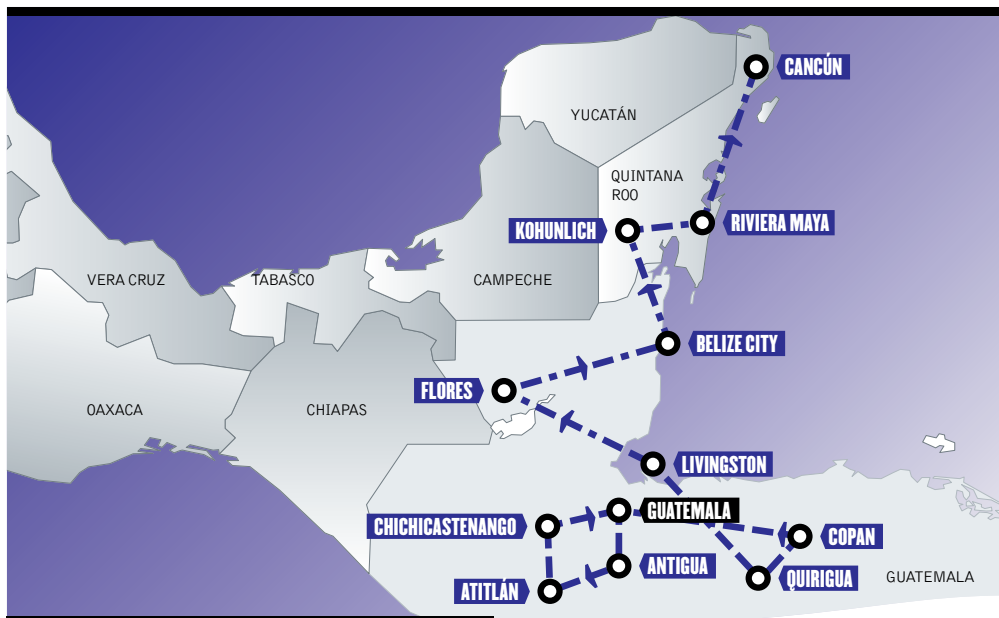 CANCÚN
YUCATÁN
QUINTANA
ROO
KOHUNLICH
RIVIERA MAYA
VERA CRUZ
TABASCO
CAMPECHE
BELIZE CITY
FLORES
OAXACA
CHIAPAS
LIVINGSTON
GUATEMALA
CHICHICASTENANGO
COPAN
ANTIGUA
QUIRIGUA
GUATEMALA
ATITLÁN